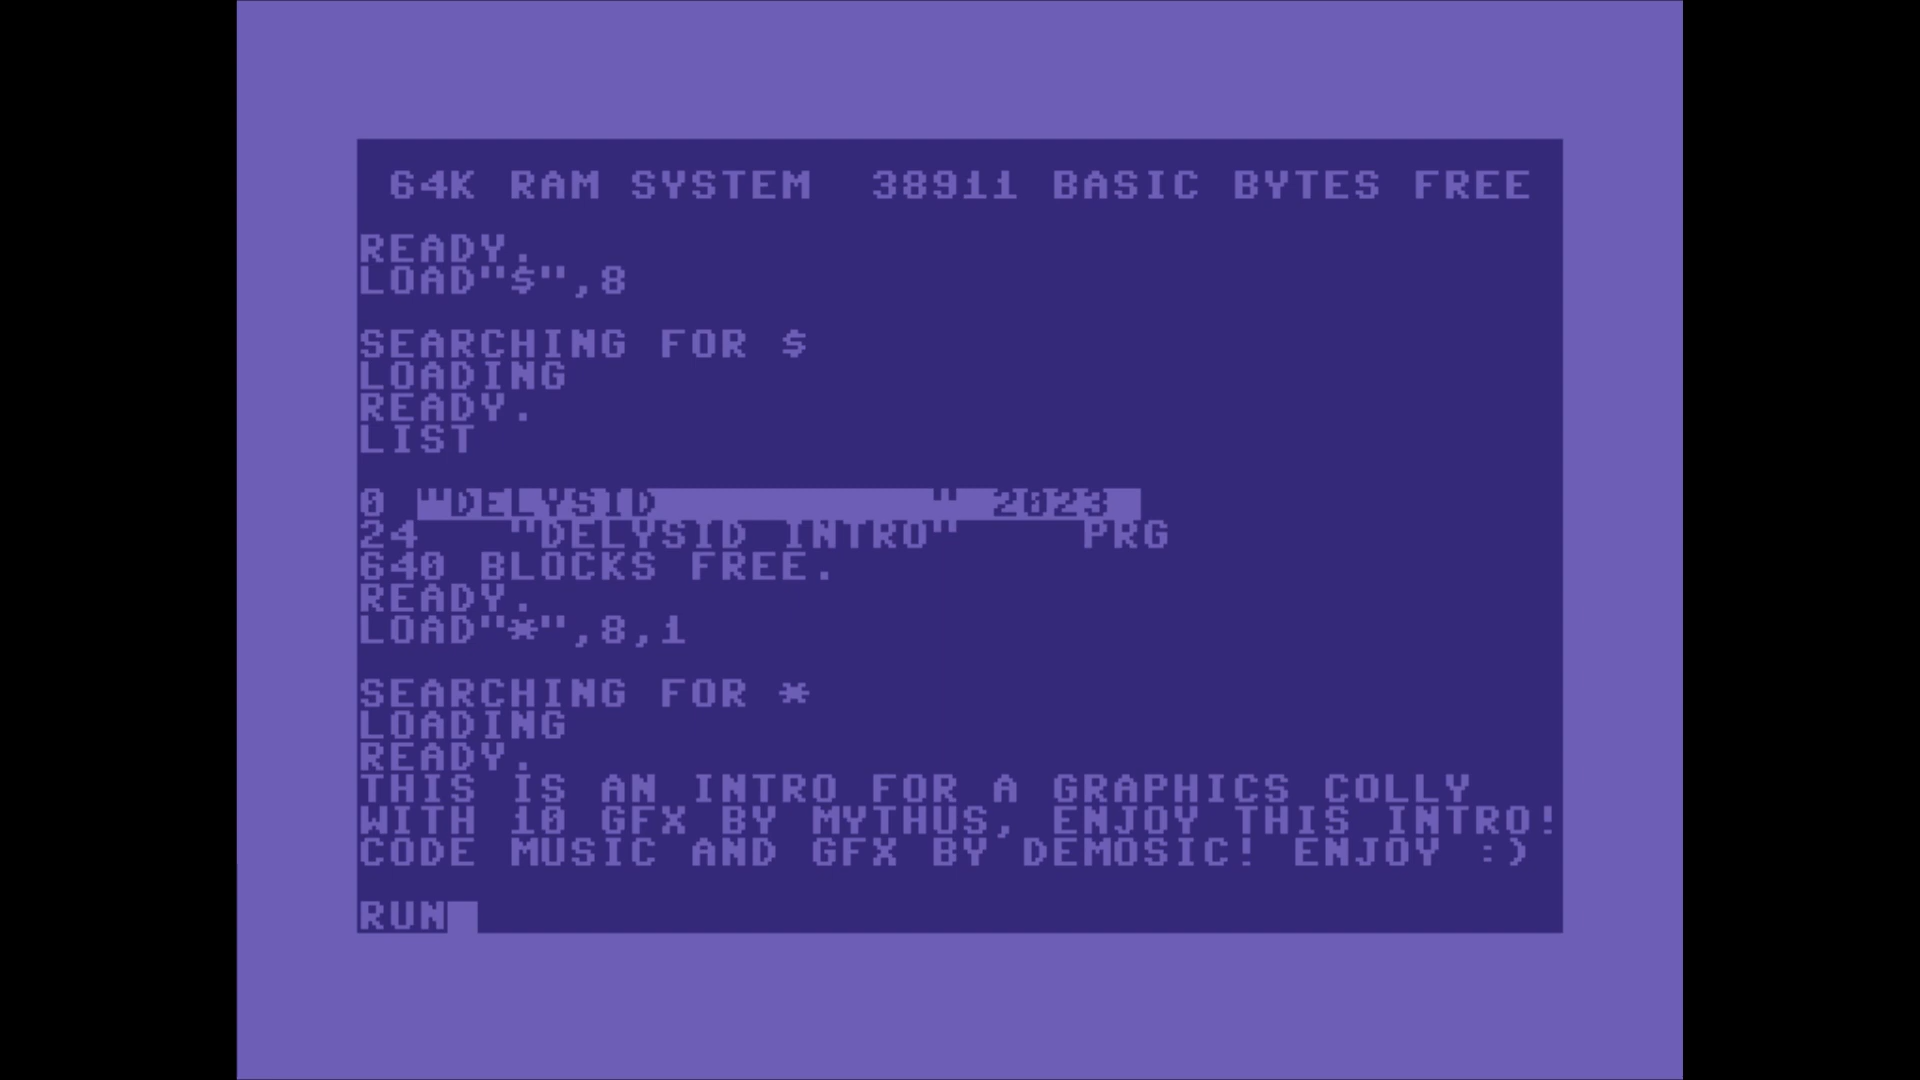 64K RAM SYSTEM  38911 BASIC BYTES FREE
READY.
LOAD"$",8
SEARCHING FOR $
LOADING
READY.
LIST
0 "DELYSID         " 2023
24   "DELYSID INTRO"    PRG
640 BLOCKS FREE.
READY.
LOAD"*",8,1
SEARCHING FOR *
LOADING
READY.
THIS IS AN INTRO FOR A GRAPHICS COLLY
WITH 10 GFX BY MYTHUS, ENJOY THIS INTRO!
CODE MUSIC AND GFX BY DEMOSIC! ENJOY :)
RUN